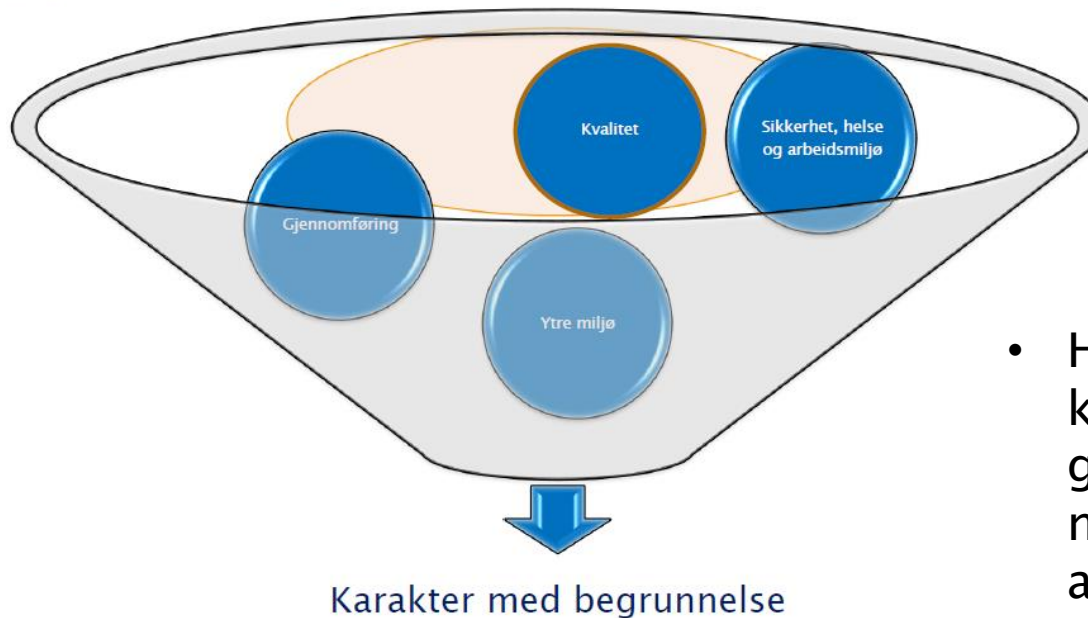 Kvalitet
Sikkerhet, helse
og arbeidsmiljø
Gjennomføring
Ytre miljø
Karakter med begrunnelse
•